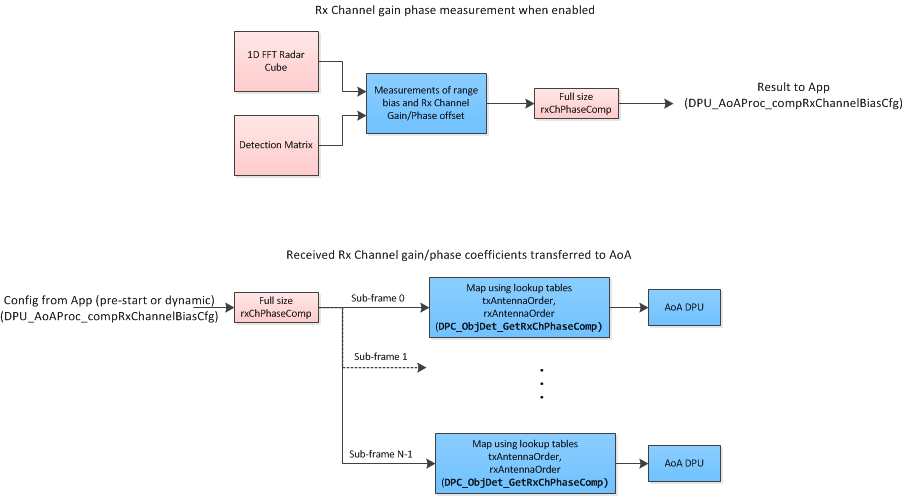 Rx Channel gain phase measurement when enabled
1D FFT Radar
Cube
Measurements of range
bias and Rx Channel
Gain/Phase offset
Full size
rxChPhaseComp
Result to App
(DPU_AoAProc_compRxChannelBiasCfg)
Detection Matrix
Received Rx Channel gain/phase coefficients transferred to AoA
Config from App (pre-start or dynamic)
(DPU_AoAProc_compRxChannelBiasCfg)
Full size
rxChPhaseComp
Sub-frame 0
Map using lookup tables
txAntennaOrder,
rxAntennaOrder
(DPC_ObjDet_GetRxChPhaseComp)
AoA DPU
Sub-frame 1
Sub-frame N-1
Map using lookup tables
txAntennaOrder,
rxAntennaOrder
(DPC_ObjDet_GetRxChPhaseComp)
AoA DPU